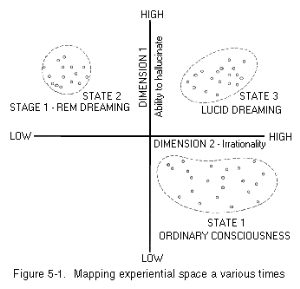 HIGH
DIMENSION 1
Ability to hallucinate
STATE 2
STAGE 1 - REM DREAMING
STATE 3
LUCID DREAMING
LOW
HIGH
DIMENSION 2 - Irrationality
STATE 1
ORDINARY CONSCIOUSNESS
LOW
Figure 5-1. Mapping experiential space a various times